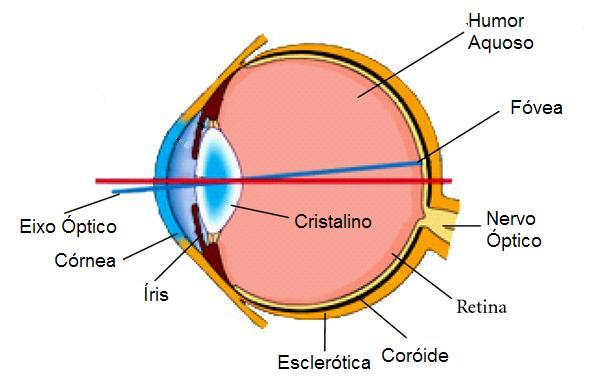 Humor
Aquoso
Fóvea
Eixo Óptico
Cristalino
Nervo
Óptico
Córnea
Íris
Retina
Esclerótica
Coróide